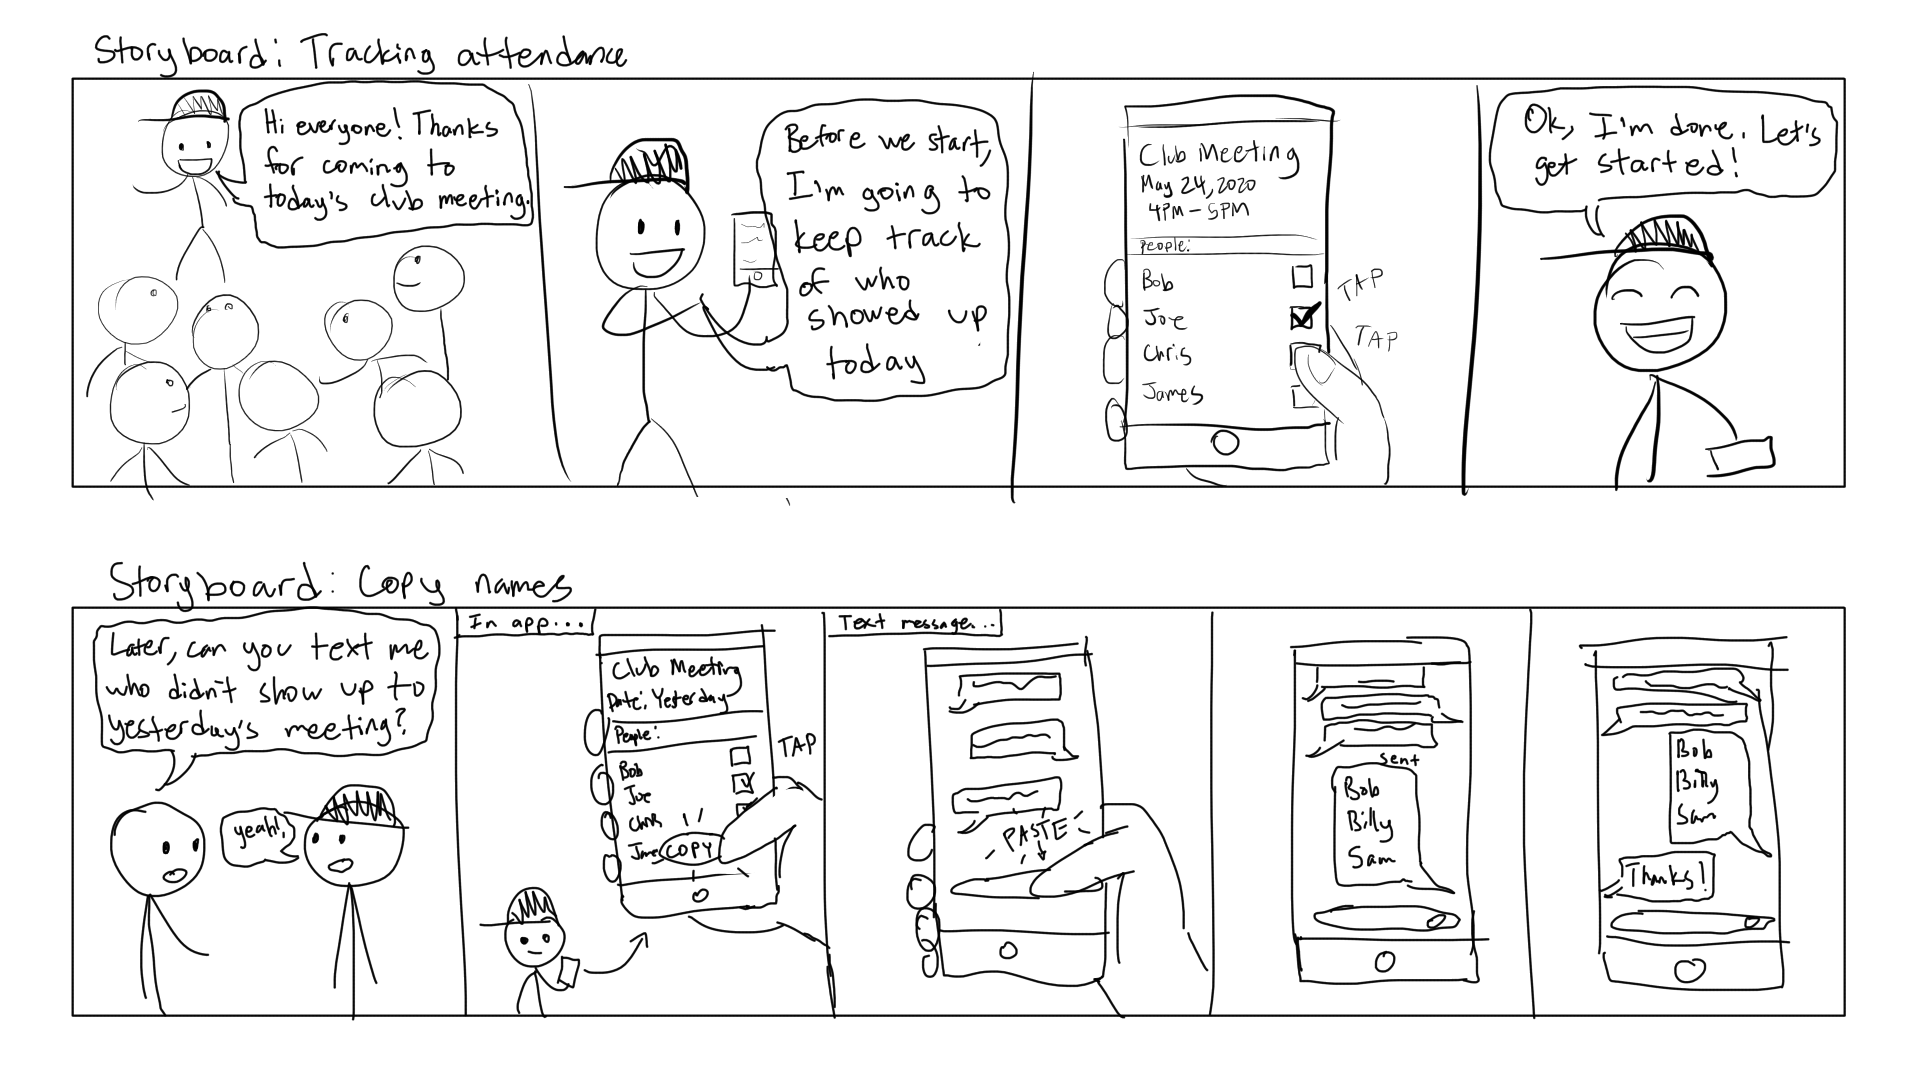 Storyboard: Tracking attendance
Hi everyone! Thanks
for coming to
today's club meeting.
Before we start,
I'm going to
keep track
of who
showed up
today
Club Meeting
May 24, 2020
4PM - 5PM
People:
Bob
Joe
Chris
James
TAP
TAP
Ok, I'm done. Let's
get started!
Storyboard: Copy names
Later, can you text me
who didn't show up to
yesterday's meeting?
yeah!
In app...
Club Meeting
Date: Yesterday
People:
Bob
Joe
Chris
James
COPY
TAP
Text message...
PASTE
sent
Bob
Billy
Sam
Bob
Billy
Sam
Thanks!